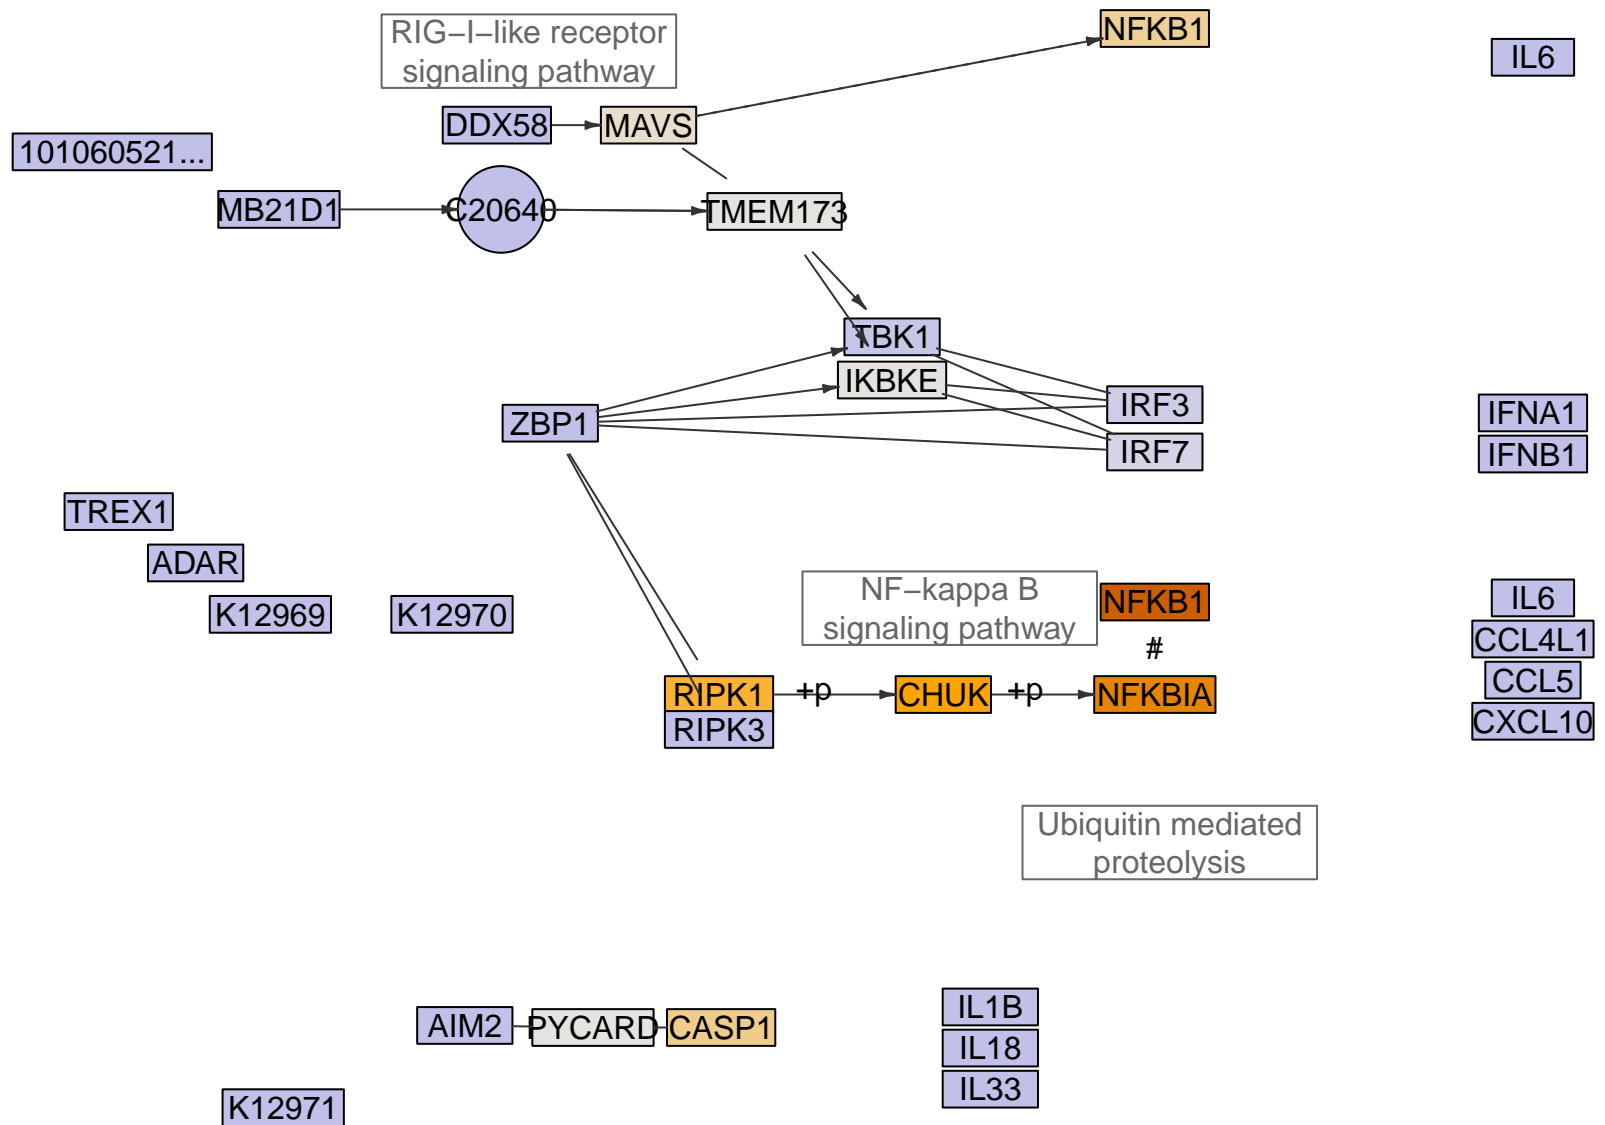 RIG–I–like receptor
signaling pathway
NFKB1
IL6
DDX58
MAVS
101060521...
MB21D1
C20640
TMEM173
TBK1
IKBKE
ZBP1
IRF3
IRF7
IFNA1
IFNB1
TREX1
ADAR
K12969
K12970
NF–kappa B
signaling pathway
NFKB1
#
IL6
CCL4L1
CCL5
CXCL10
RIPK1
+p
CHUK
+p
NFKBIA
RIPK3
Ubiquitin mediated
proteolysis
AIM2
PYCARD
CASP1
IL1B
IL18
IL33
K12971